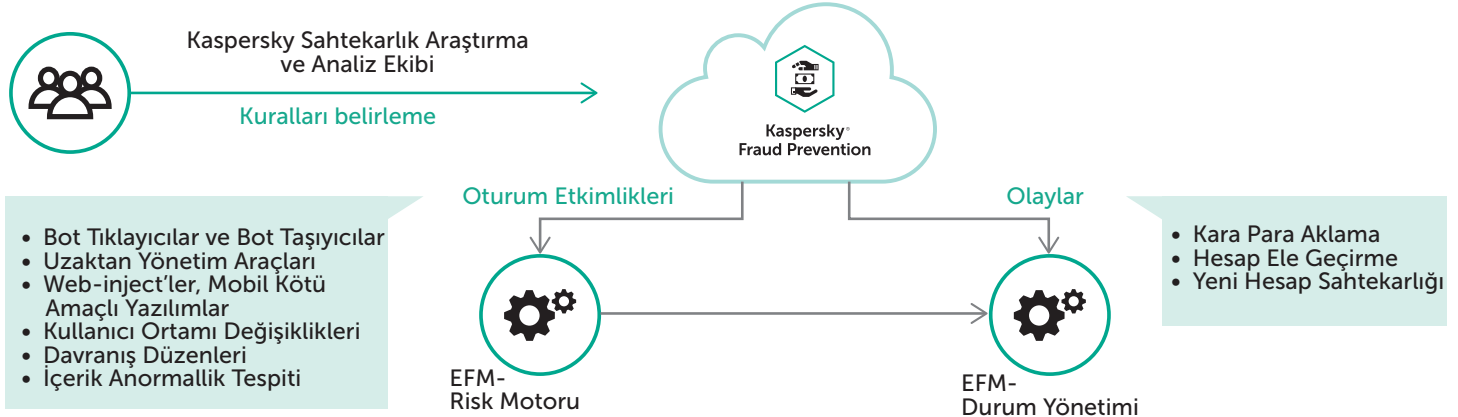 Kaspersky Sahtekarlık Araştırma
ve Analiz Ekibi
Kuralları belirleme
Kaspersky®
Fraud Prevention
Oturum Etkimlikleri
Olaylar
• Bot Tıklayıcılar ve Bot Taşıyıcılar
• Uzaktan Yönetim Araçları
• Web-inject’ler, Mobil Kötü
Amaçlı Yazılımlar
• Kullanıcı Ortamı Değişiklikleri
• Davranış Düzenleri
• İçerik Anormallik Tespiti
• Kara Para Aklama
• Hesap Ele Geçirme
• Yeni Hesap Sahtekarlığı
EFM-
Risk Motoru
EFM-
Durum Yönetimi